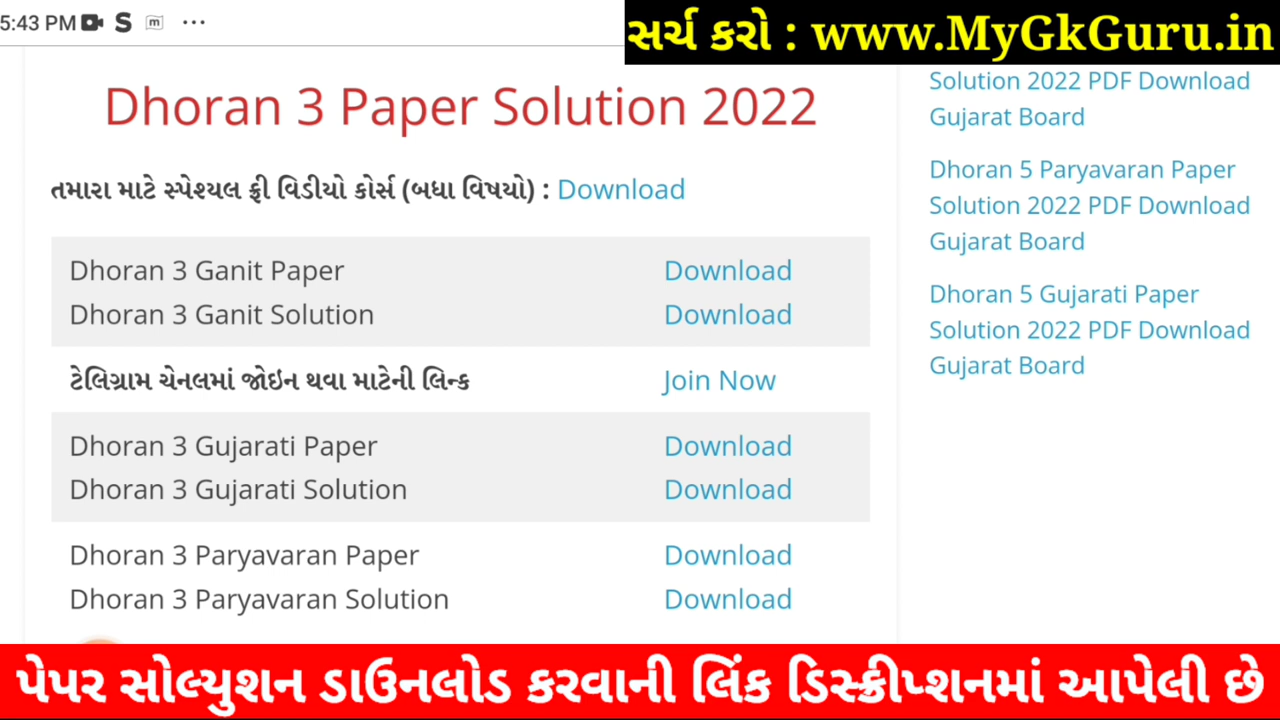 5:43 PM
સર્ચ કરો : www.MyGkGuru.in
Dhoran 3 Paper Solution 2022
તમારા માટે સ્પેશ્યલ ફ્રી વિડીયો કોર્સ (બધા વિષયો) : Download
Dhoran 3 Ganit Paper Download
Dhoran 3 Ganit Solution Download
ટેલિગ્રામ ચેનલમાં જોઇન થવા માટેની લિન્ક Join Now
Dhoran 3 Gujarati Paper Download
Dhoran 3 Gujarati Solution Download
Dhoran 3 Paryavaran Paper Download
Dhoran 3 Paryavaran Solution Download
Solution 2022 PDF Download
Gujarat Board
Dhoran 5 Paryavaran Paper
Solution 2022 PDF Download
Gujarat Board
Dhoran 5 Gujarati Paper
Solution 2022 PDF Download
Gujarat Board
પેપર સોલ્યુશન ડાઉનલોડ કરવાની લિંક ડિસ્ક્રીપ્શનમાં આપેલી છે